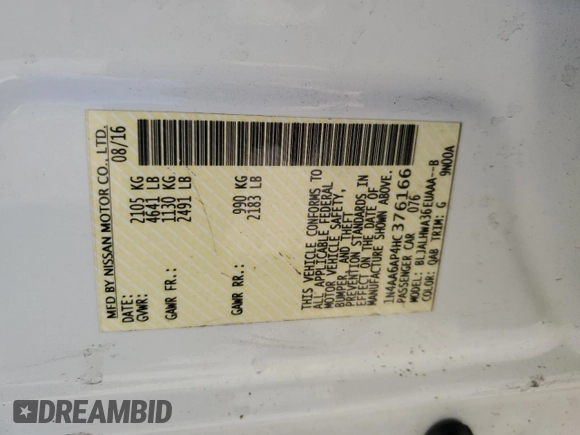 MFD BY NISSAN MOTOR CO., LTD.
DATE: 08/16
GVWR: 2105 KG
4641 LB
GAWR FR.: 1130 KG
2491 LB
GAWR RR.: 990 KG
2183 LB
THIS VEHICLE CONFORMS TO
ALL APPLICABLE FEDERAL
MOTOR VEHICLE SAFETY,
BUMPER, AND THEFT
PREVENTION STANDARDS IN
EFFECT ON THE DATE OF
MANUFACTURE SHOWN ABOVE.
1N4AA6AP4HC376166
PASSENGER CAR 076
MODEL: BLJALHWA36EUAAA--B
COLOR: QAB TRIM: G 9N00A
DREAMBID